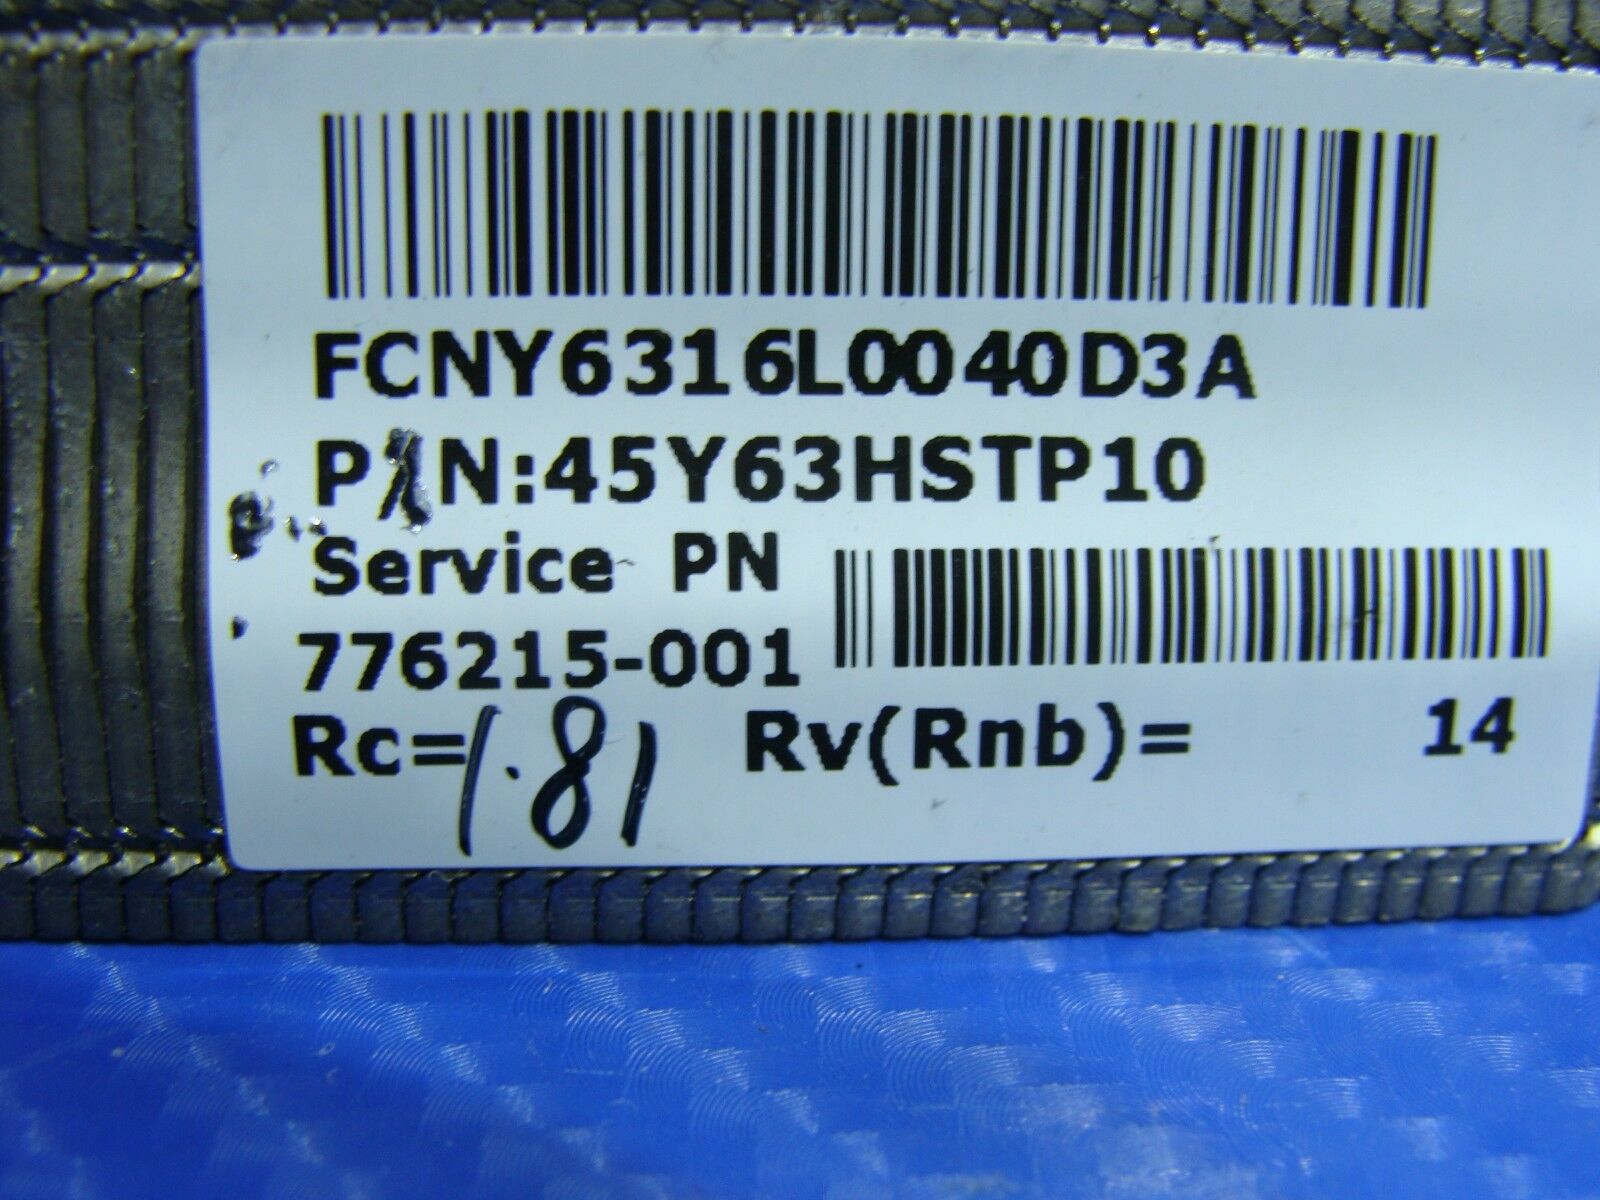 FCNY6316L0040D3A
P/N:45Y63HSTP10
Service PN
776215-001
Rc=1.81 Rv(Rnb)= 14